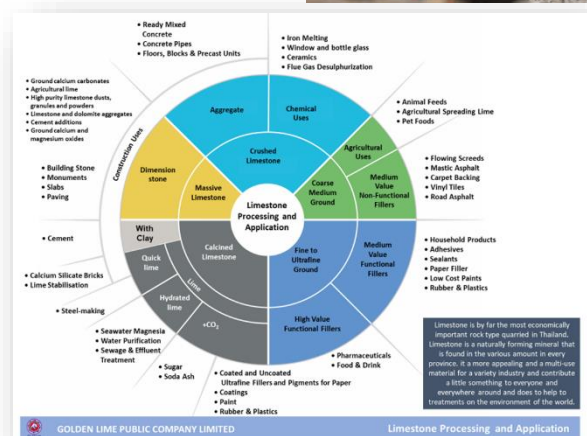 • Ready Mixed
Concrete
• Concrete Pipes
• Floors, Blocks & Precast Units
• Iron Melting
• Window and bottle glass
• Ceramics
• Flue Gas Desulphurization
• Ground calcium carbonates
• Agricultural lime
• High purity limestone dusts,
granules and powders
• Limestone and dolomite aggregates
• Cement additions
• Ground calcium and
magnesium oxides
• Animal Feeds
• Agricultural Spreading Lime
• Pet Foods
• Building Stone
• Monuments
• Slabs
• Paving
• Flowing Screeds
• Mastic Asphalt
• Carpet Backing
• Vinyl Tiles
• Road Asphalt
• Cement
• Calcium Silicate Bricks
• Lime Stabilisation
• Household Products
• Adhesives
• Sealants
• Paper Filler
• Low Cost Paints
• Rubber & Plastics
• Steel-making
• Seawater Magnesia
• Water Purification
• Sewage & Effluent
Treatment
• Sugar
• Soda Ash
• Coated and Uncoated
Ultrafine Fillers and Pigments for Paper
• Coatings
• Paint
• Rubber & Plastics
• Pharmaceuticals
• Food & Drink
Construction Uses
Aggregate
Chemical
Uses
Crushed
Limestone
Agricultural
Uses
Dimension
stone
Massive
Limestone
Coarse
Medium
Ground
Medium
Value
Non-Functional
Fillers
Limestone
Processing and
Application
With
Clay
Calcined
Limestone
Quick
lime
Lime
Hydrated
lime
+CO₂
Fine to
Ultrafine
Ground
Medium
Value
Functional
Fillers
High Value
Functional Fillers
Limestone is by far the most economically
important rock type quarried in Thailand.
Limestone is a naturally forming mineral that
is found in the various amount in every
province. it a more appealing and a multi-use
material for a variety industry and contribute
a little something to everyone and
everywhere around and does to help to
treatments on the environment of the world.
GOLDEN LIME PUBLIC COMPANY LIMITED
Limestone Processing and Application